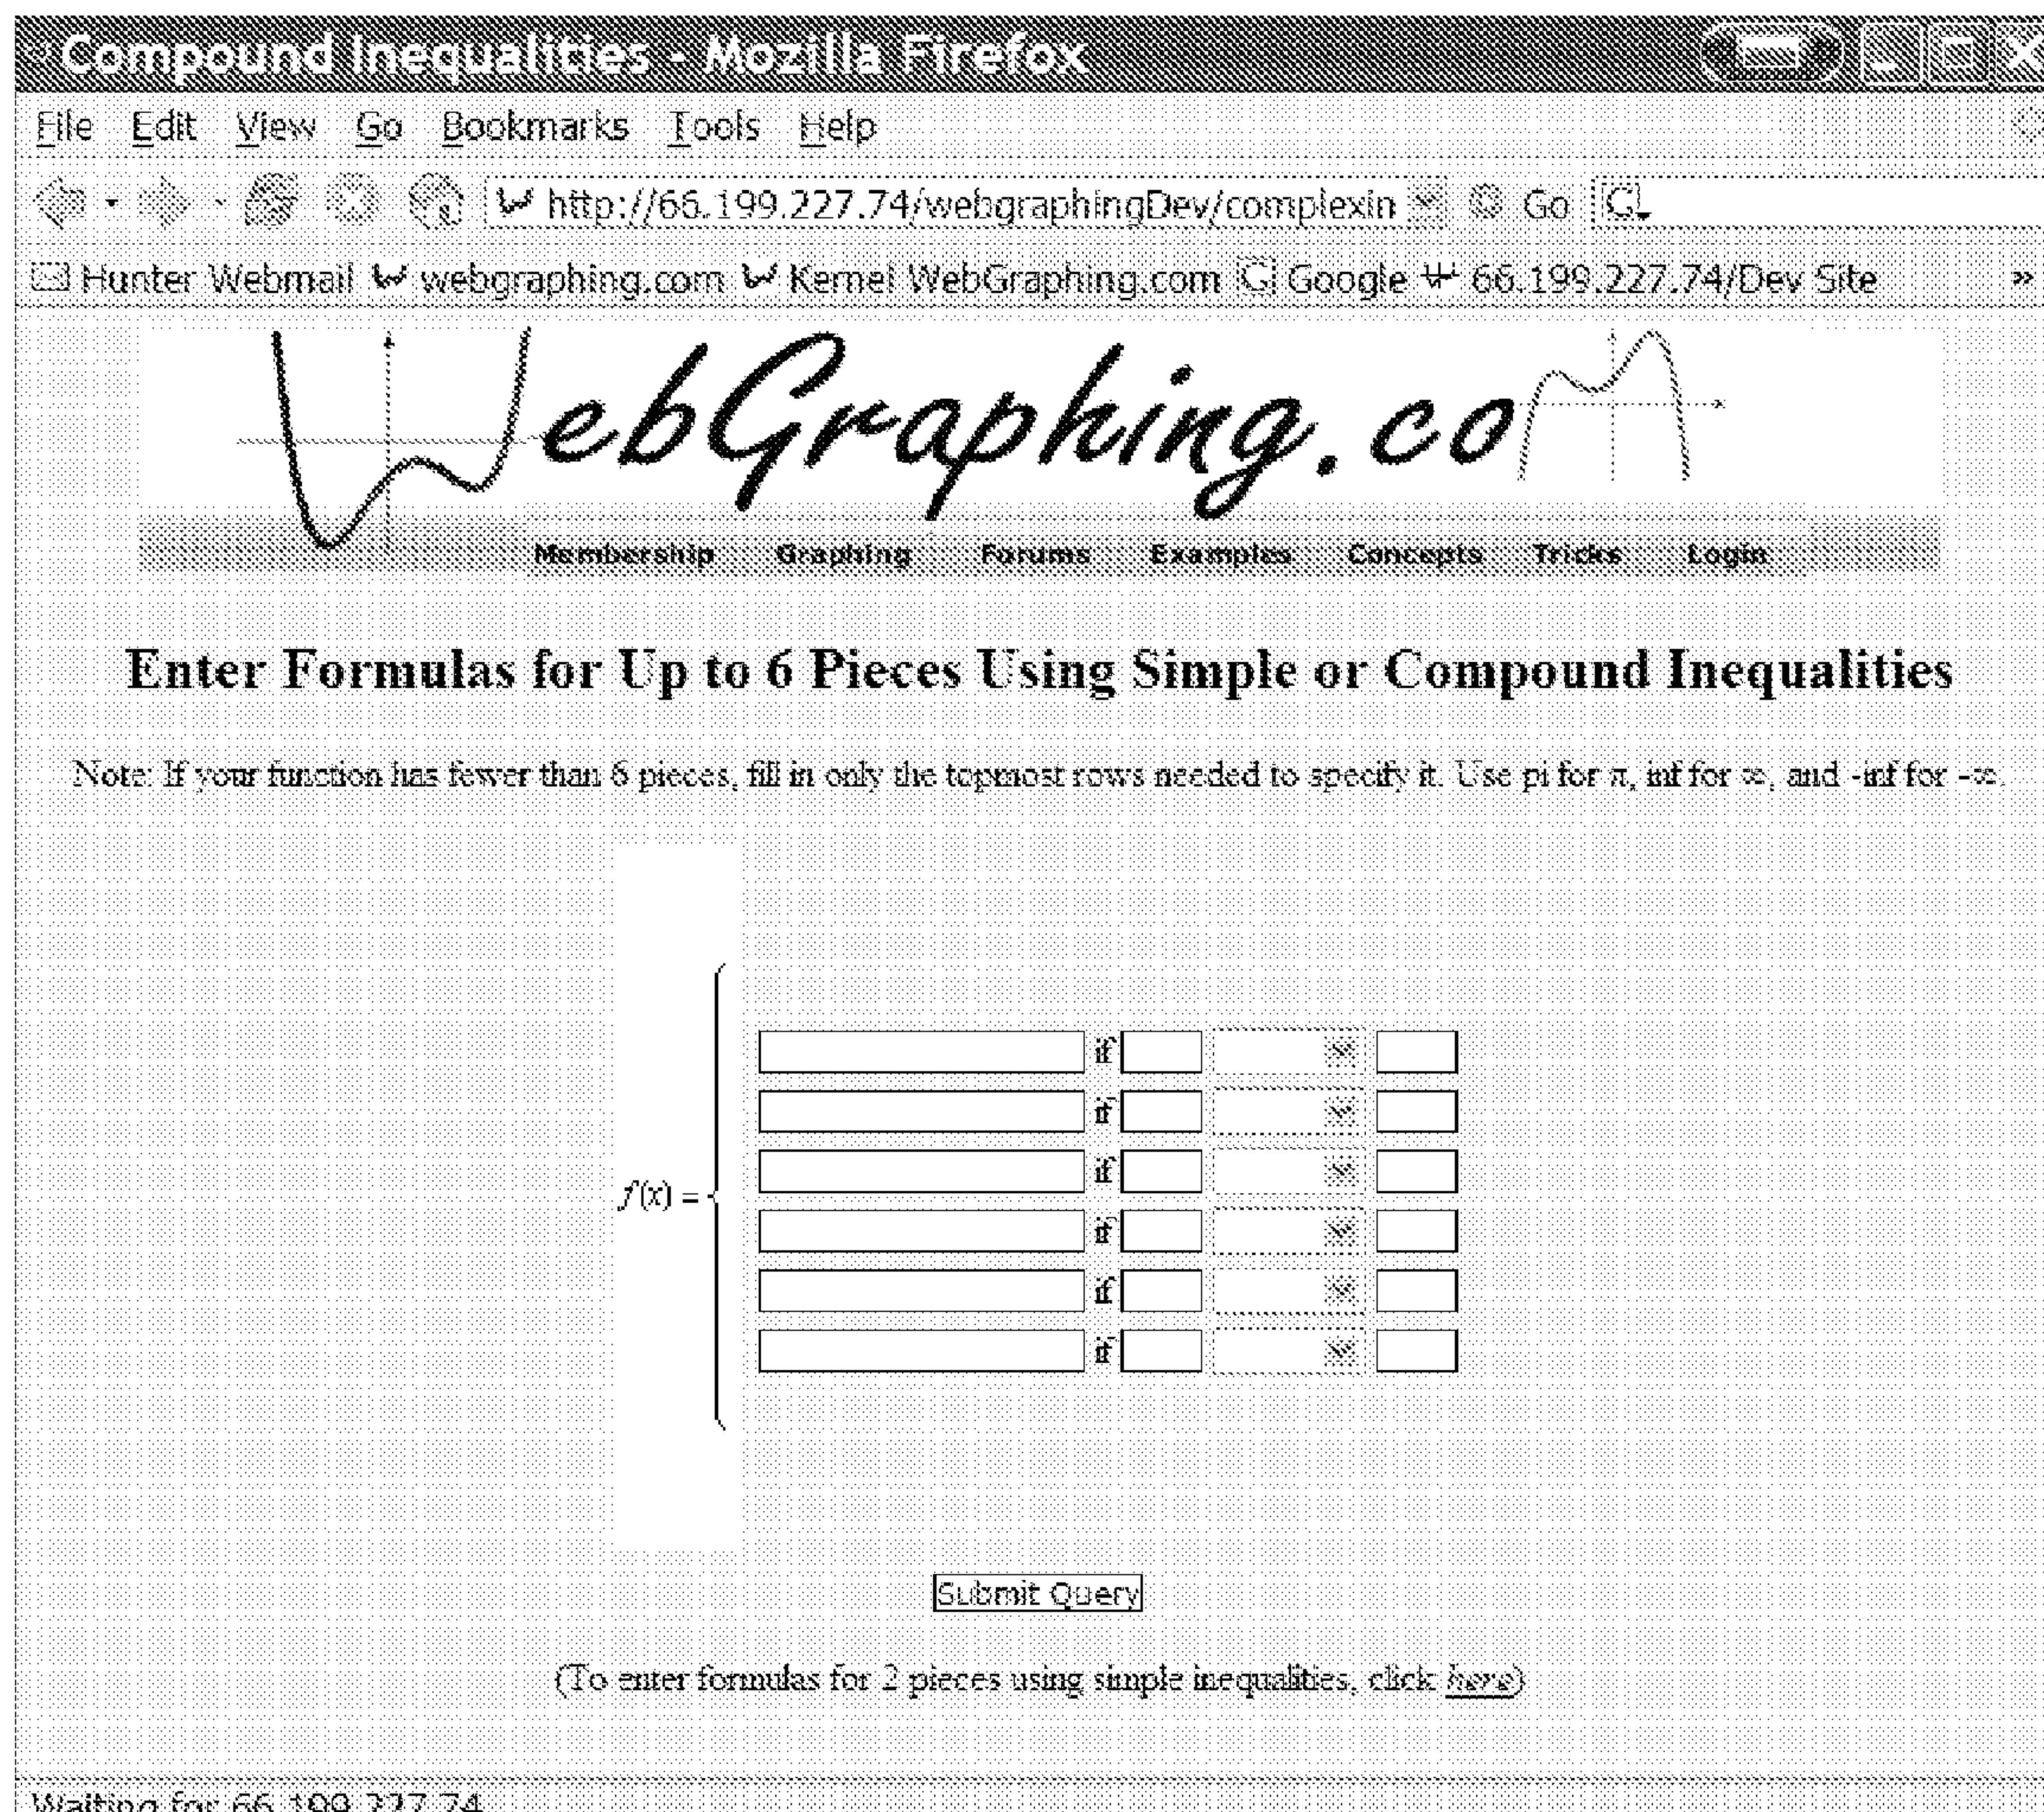 Compound Inequalities - Mozilla Firefox
File Edit View Go Bookmarks Tools Help
http://66.199.227.74/webgraphingDev/complexin Go G
Hunter Webmail webgraphing.com Kernel WebGraphing.com G Google 66.199.227.74/Dev Site »
WebGraphing.com
Membership Graphing Forums Examples Concepts Tricks Login
Enter Formulas for Up to 6 Pieces Using Simple or Compound Inequalities
Note: If your function has fewer than 6 pieces, fill in only the topmost rows needed to specify it. Use pi for π, inf for ∞, and -inf for -∞.
if
if
if
f(x) =
if
if
if
Submit Query
(To enter formulas for 2 pieces using simple inequalities, click here)
Waiting for 66.199.227.74